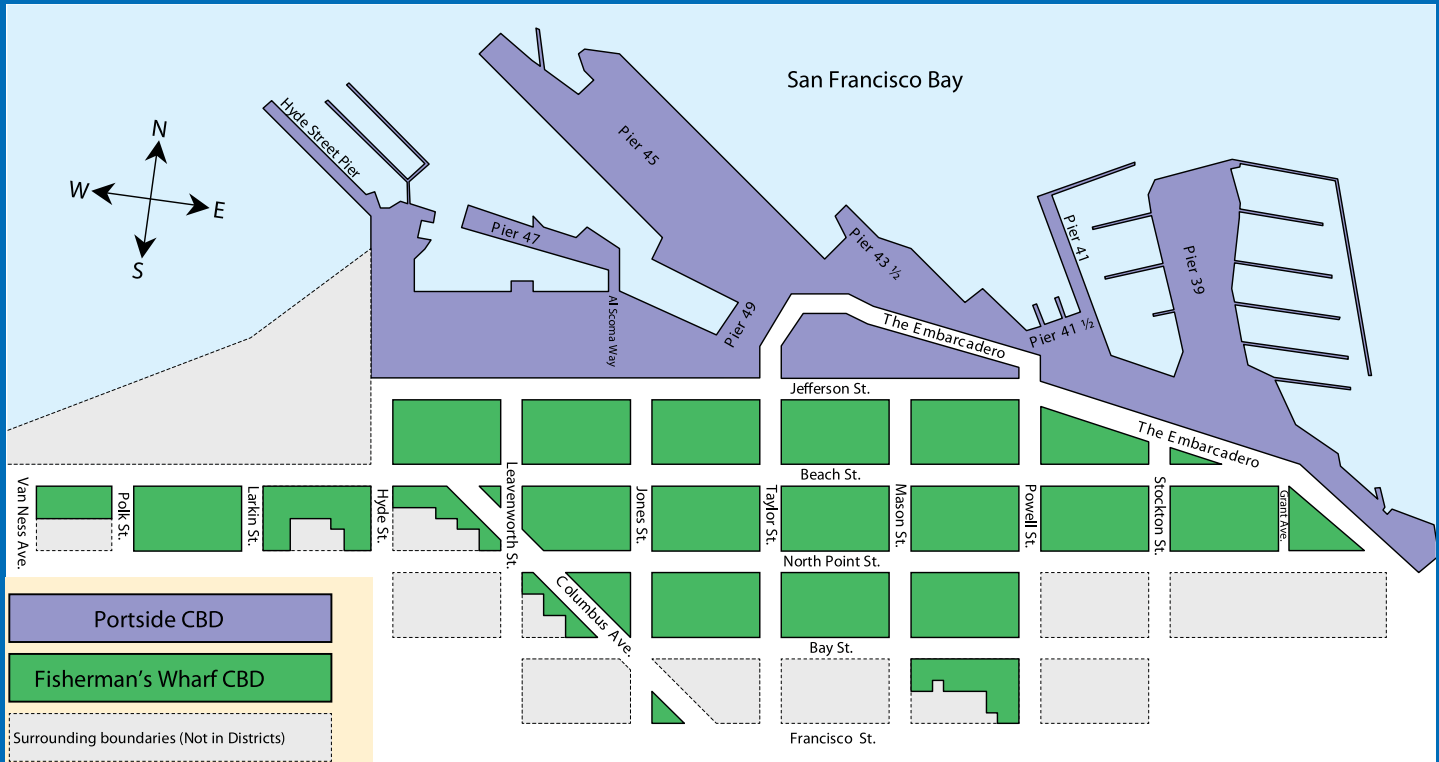 San Francisco Bay
N
W
E
S
Hyde Street Pier
Pier 45
Pier 47
Pier 43 ½
Pier 41
Pier 39
Al Scoma Way
Pier 49
Pier 41 ½
The Embarcadero
Jefferson St.
The Embarcadero
Beach St.
Van Ness Ave.
Polk St.
Larkin St.
Hyde St.
Leavenworth St.
Jones St.
Taylor St.
Mason St.
Powell St.
Stockton St.
Grant Ave.
North Point St.
Columbus Ave.
Bay St.
Francisco St.
Portside CBD
Fisherman's Wharf CBD
Surrounding boundaries (Not in Districts)